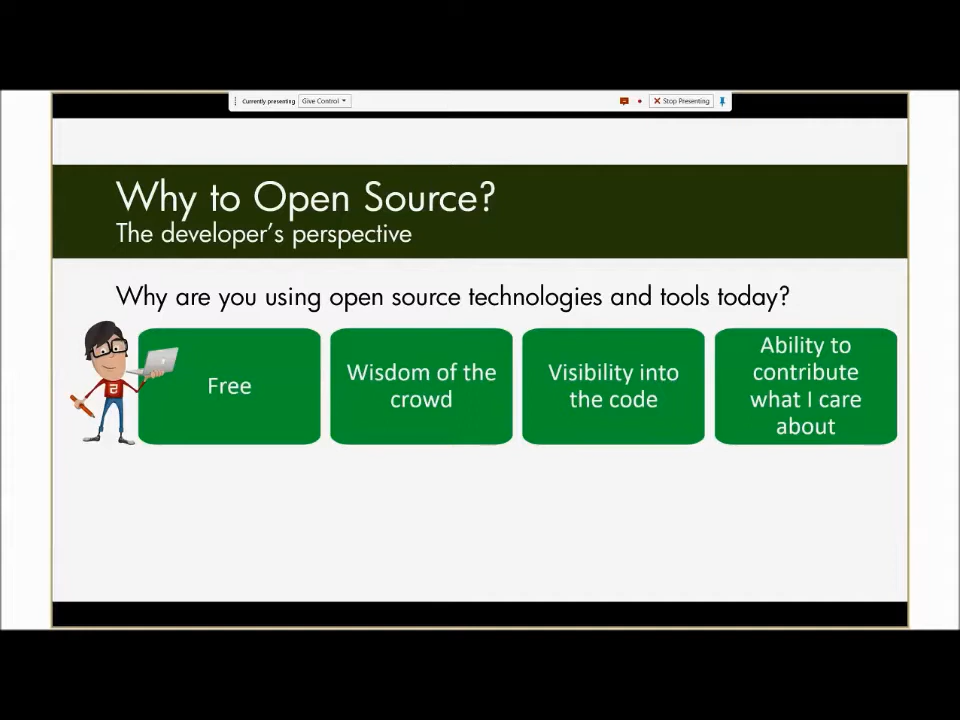 Currently presenting Give Control Stop Presenting
Why to Open Source?
The developer's perspective
Why are you using open source technologies and tools today?
Free
Wisdom of the
crowd
Visibility into
the code
Ability to
contribute
what I care
about